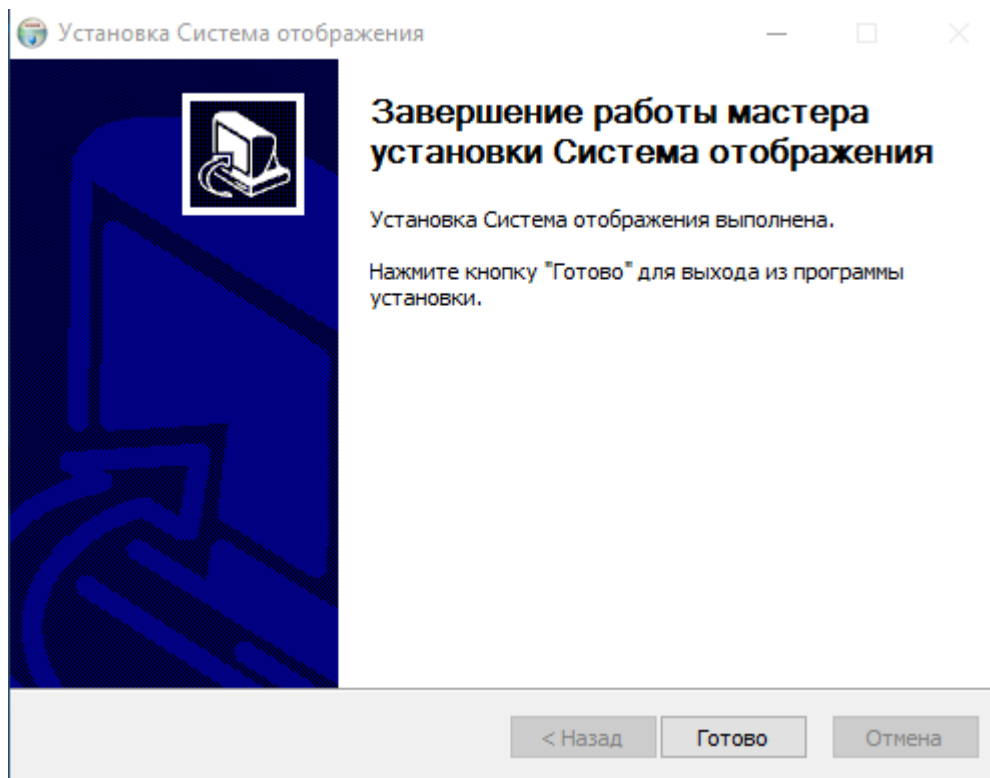 Установка Система отображения
Завершение работы мастера
установки Система отображения
Установка Система отображения выполнена.
Нажмите кнопку "Готово" для выхода из программы
установки.
< Назад
Готово
Отмена